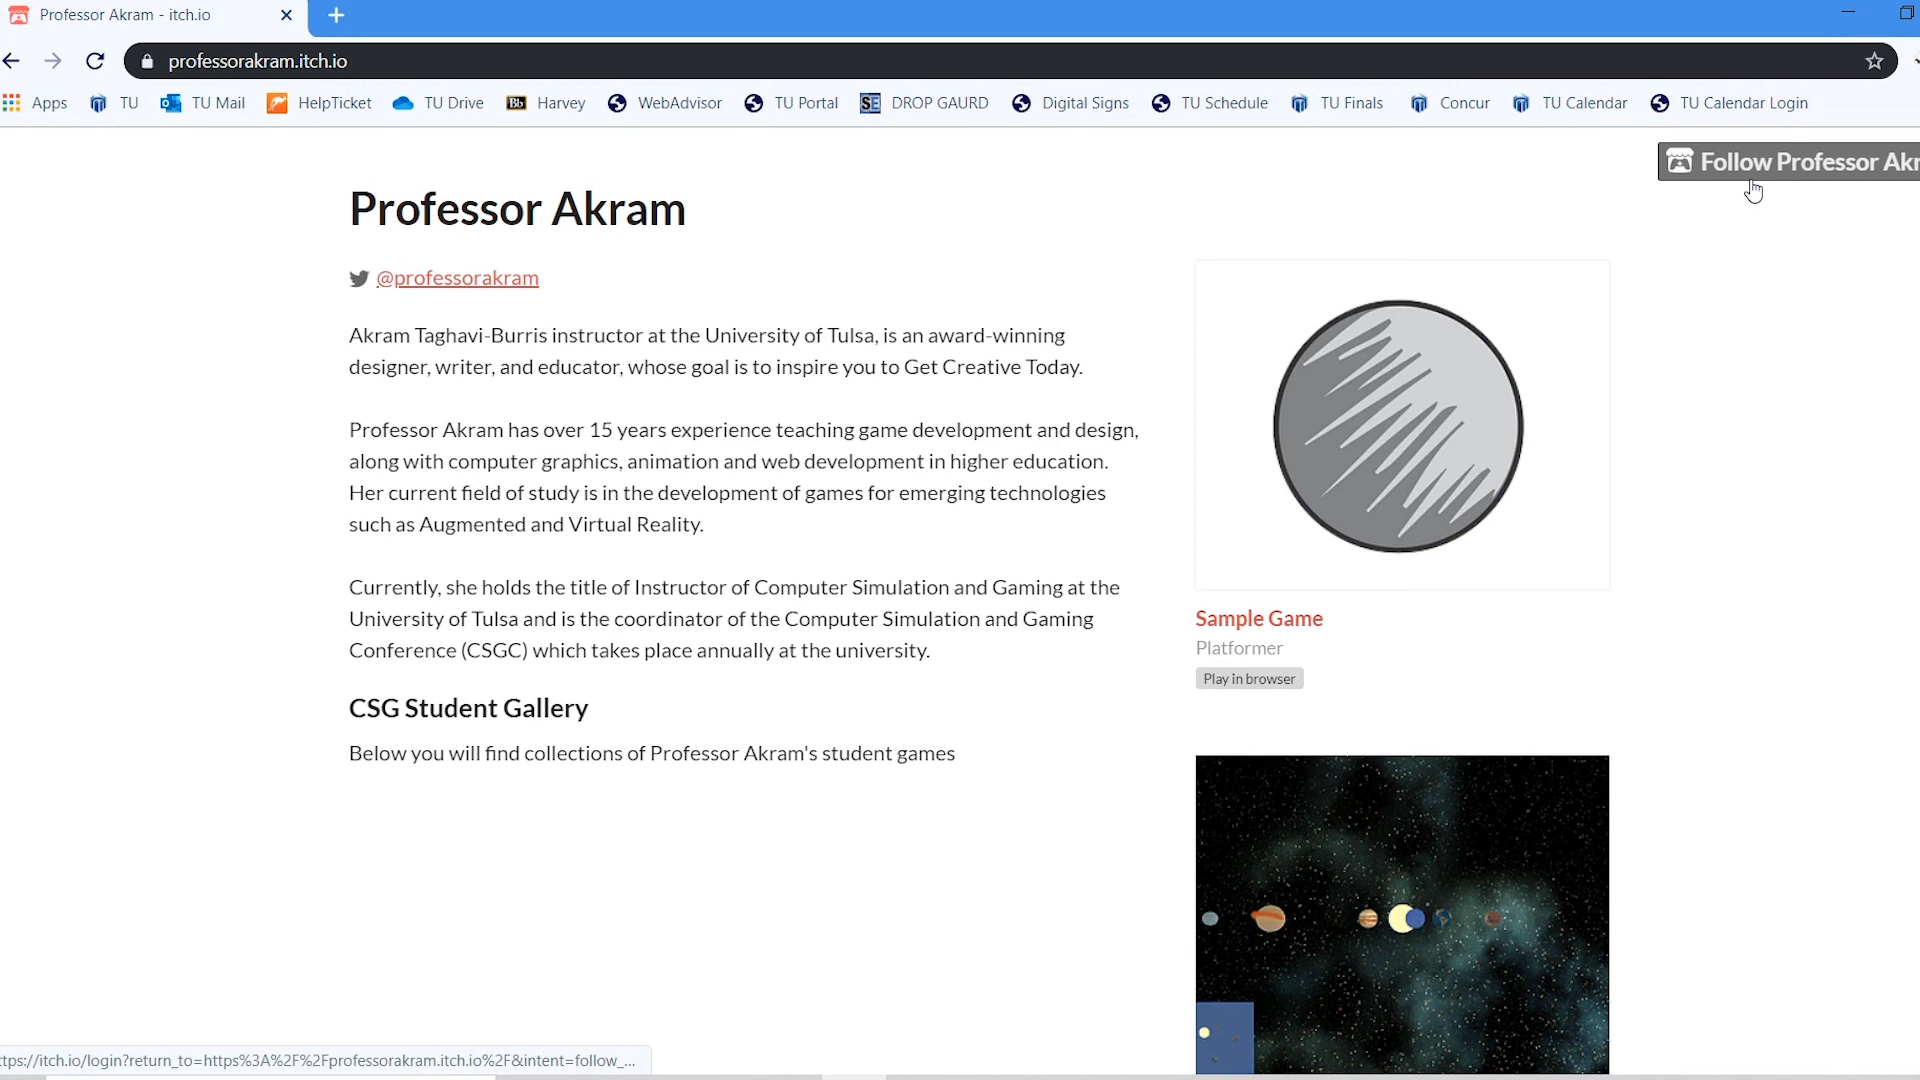 Professor Akram - itch.io
professorakram.itch.io
Apps TU TU Mail HelpTicket TU Drive Bb Harvey WebAdvisor TU Portal SE DROP GAURD Digital Signs TU Schedule TU Finals Concur TU Calendar TU Calendar Login
Follow Professor Akr
Professor Akram
@professorakram
Akram Taghavi-Burris instructor at the University of Tulsa, is an award-winning
designer, writer, and educator, whose goal is to inspire you to Get Creative Today.
Professor Akram has over 15 years experience teaching game development and design,
along with computer graphics, animation and web development in higher education.
Her current field of study is in the development of games for emerging technologies
such as Augmented and Virtual Reality.
Currently, she holds the title of Instructor of Computer Simulation and Gaming at the
University of Tulsa and is the coordinator of the Computer Simulation and Gaming
Conference (CSGC) which takes place annually at the university.
CSG Student Gallery
Below you will find collections of Professor Akram's student games
Sample Game
Platformer
Play in browser
ttps://itch.io/login?return_to=https%3A%2F%2Fprofessorakram.itch.io%2F&intent=follow_...